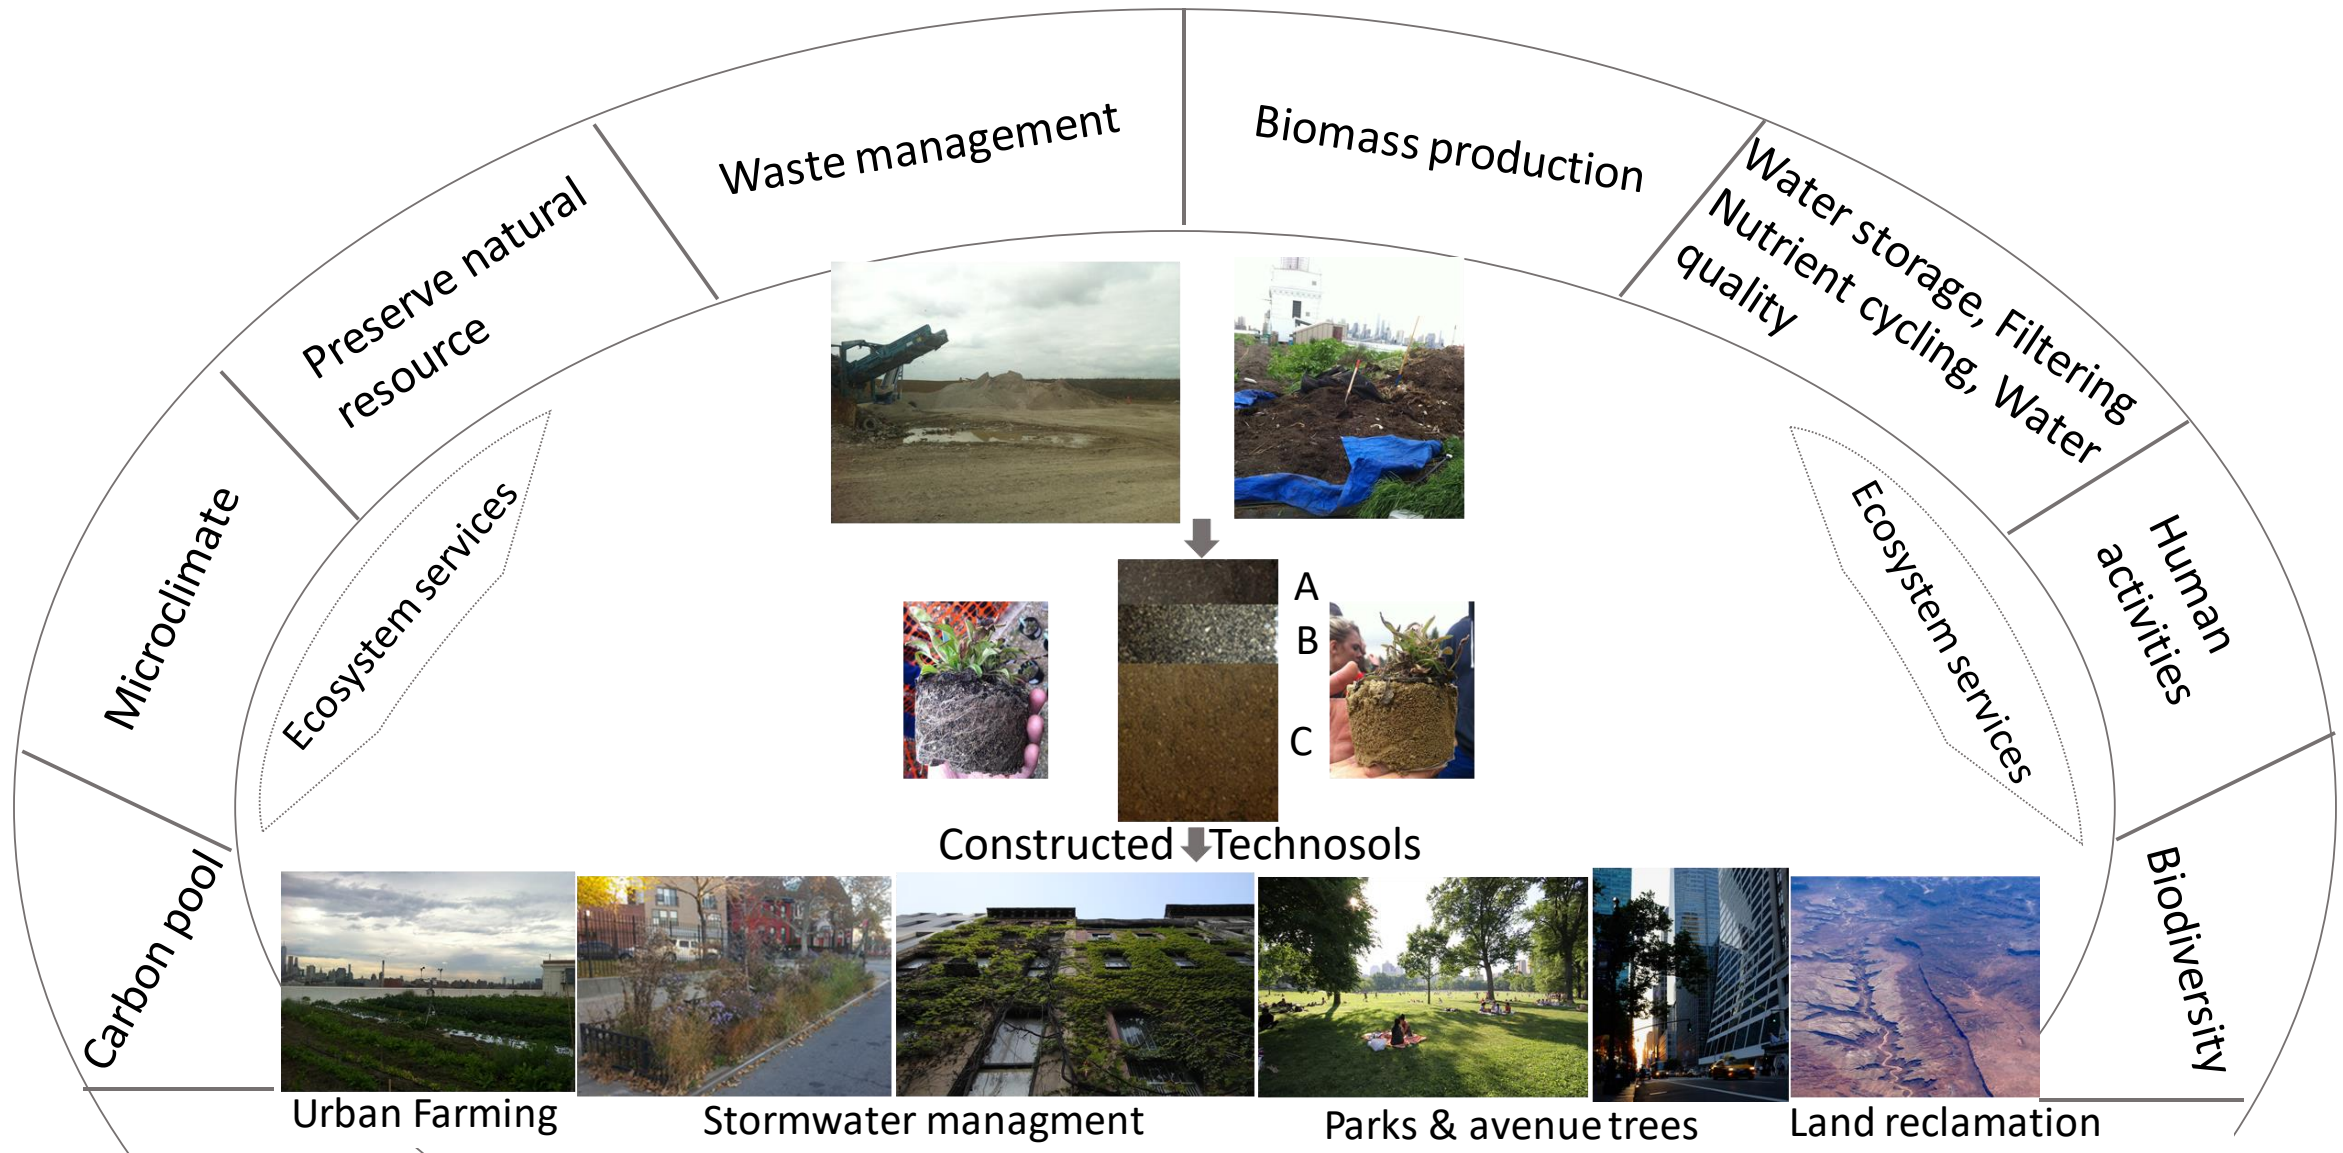 Carbon pool
Microclimate
Preserve natural
resource
Waste management
Biomass production
Water storage, Filtering
Nutrient cycling, Water
quality
Human
activities
Biodiversity
Ecosystem services
Ecosystem services
A
B
C
Constructed Technosols
Urban Farming
Stormwater managment
Parks & avenue trees
Land reclamation